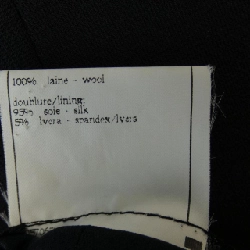 100% laine - wool
doublure/lining:
95% soie - silk
5% lycra - spandex/lycra